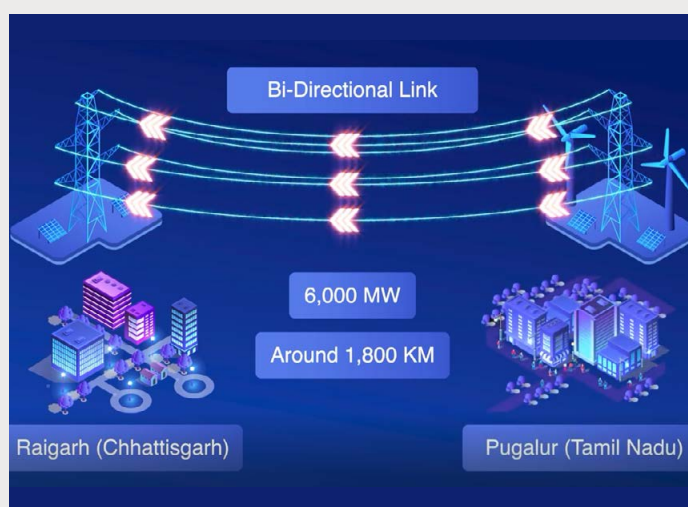 Bi-Directional Link
6,000 MW
Around 1,800 KM
Raigarh (Chhattisgarh)
Pugalur (Tamil Nadu)